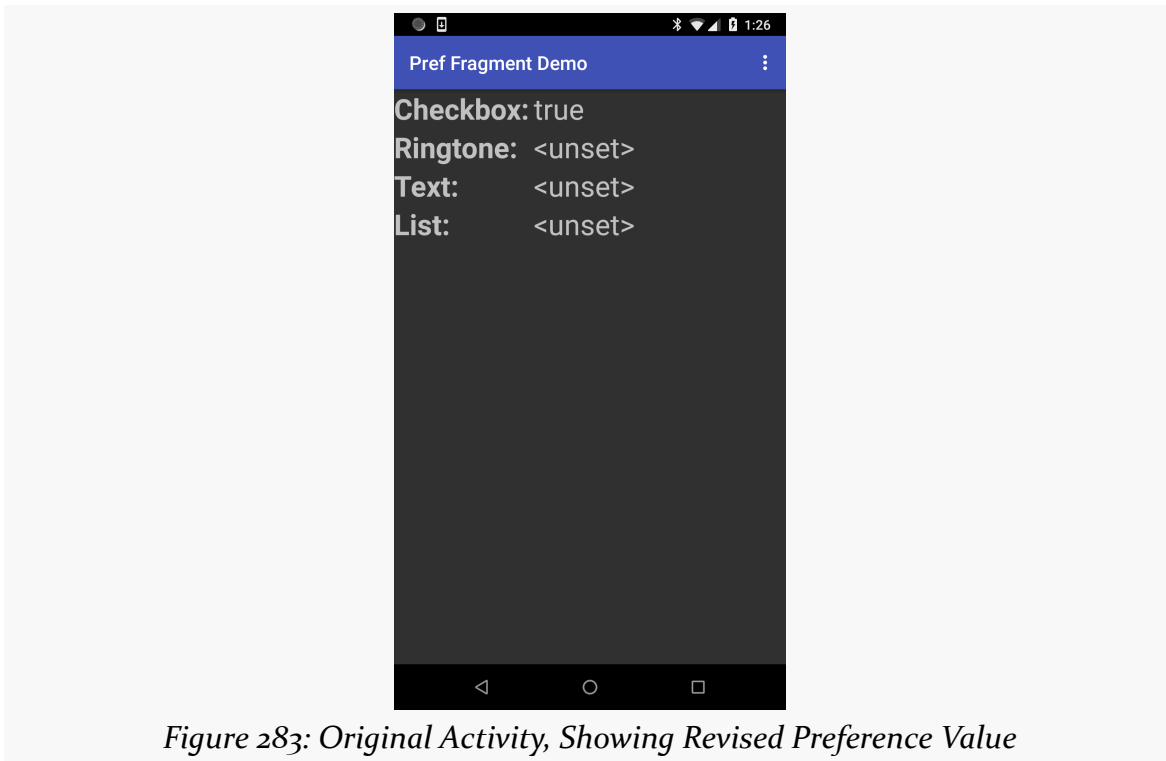 1:26
Pref Fragment Demo
Checkbox: true
Ringtone: <unset>
Text: <unset>
List: <unset>
Figure 283: Original Activity, Showing Revised Preference Value